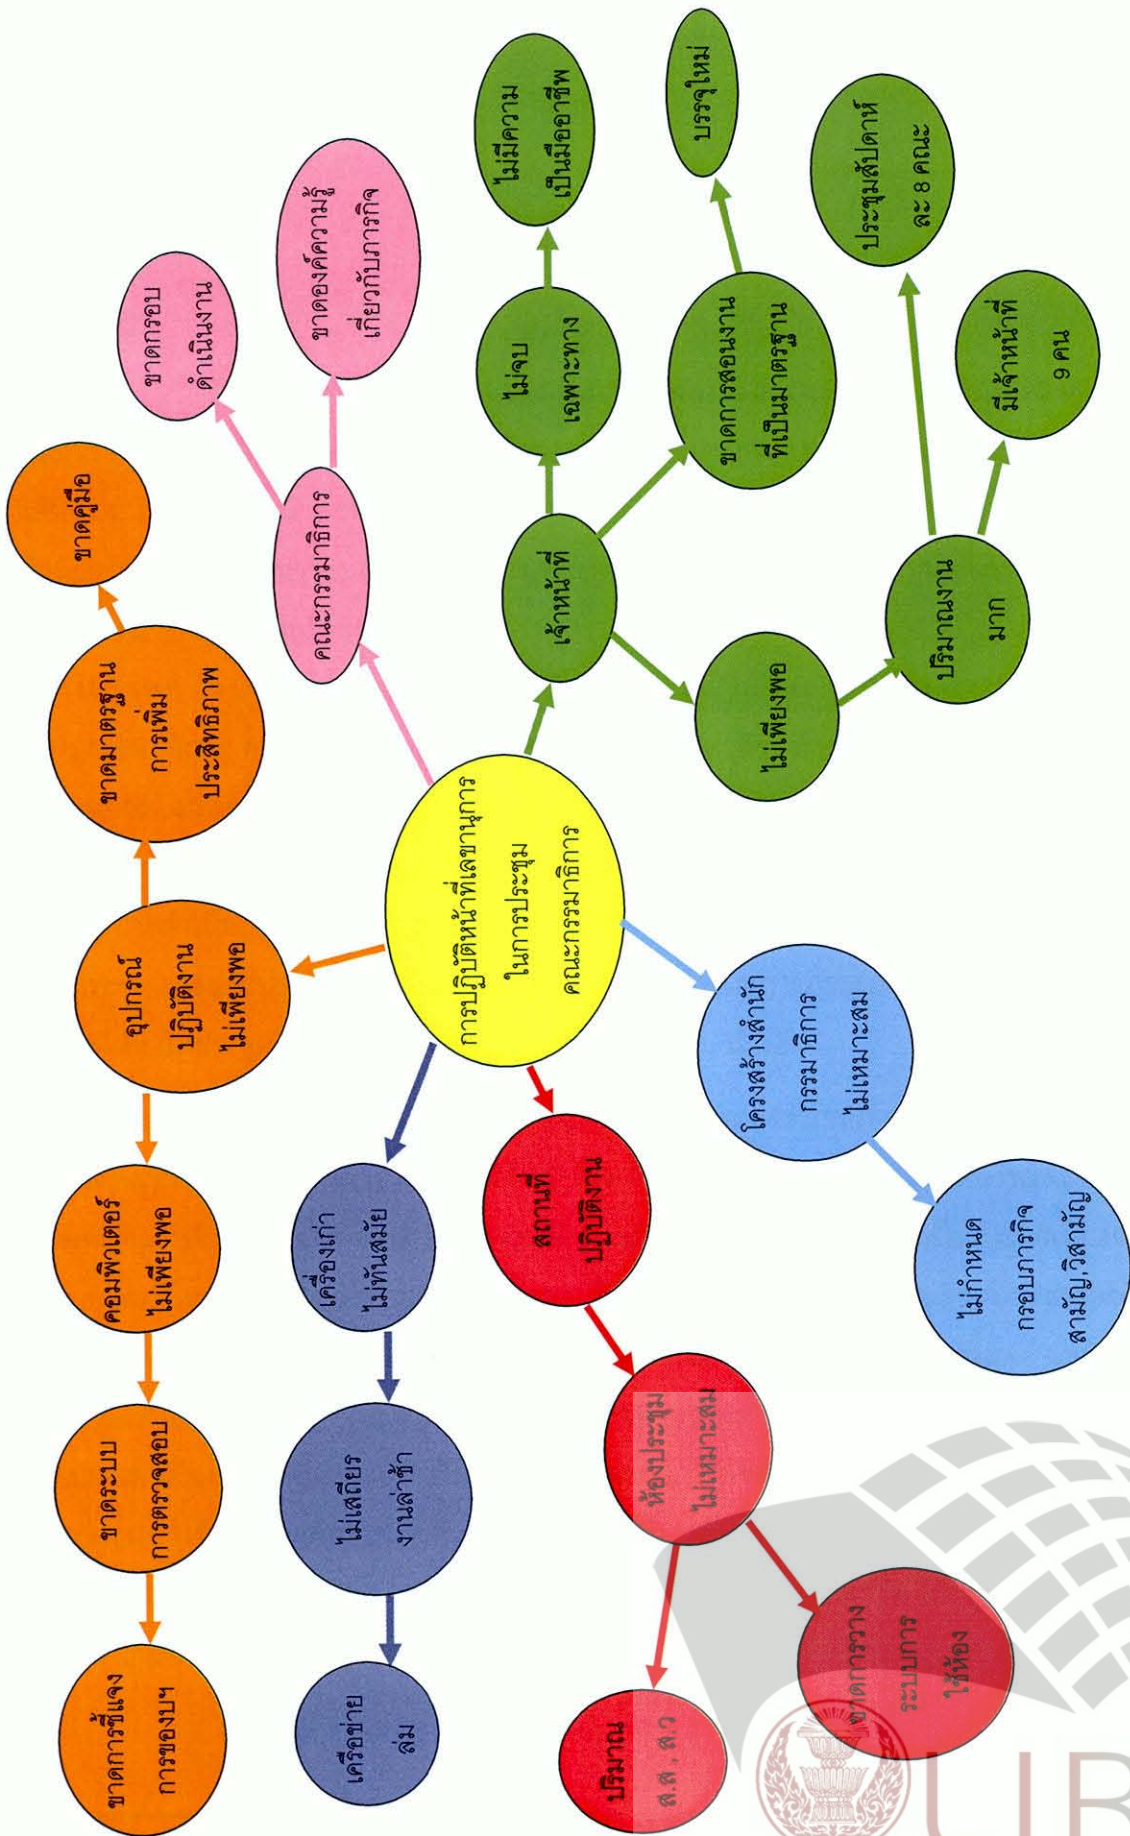 ขาดการชี้แจง
การของบฯ
ขาดระบบ
การตรวจสอบ
คอมพิวเตอร์
ไม่เพียงพอ
อุปกรณ์
ปฏิบัติงาน
ไม่เพียงพอ
ขาดมาตรฐาน
การเพิ่ม
ประสิทธิภาพ
ขาดคู่มือ
เครือข่าย
ล่ม
ไม่เสถียร
งานล่าช้า
เครื่องเก่า
ไม่ทันสมัย
คณะกรรมาธิการ
ขาดกรอบ
ดำเนินงาน
ขาดองค์ความรู้
เกี่ยวกับภารกิจ
การปฏิบัติหน้าที่เลขานุการ
ในการประชุม
คณะกรรมาธิการ
เจ้าหน้าที่
ไม่จบ
เฉพาะทาง
ไม่มีความ
เป็นมืออาชีพ
ขาดการสอนงาน
ที่เป็นมาตรฐาน
บรรจุใหม่
ไม่เพียงพอ
ปริมาณงาน
มาก
ประชุมสัปดาห์
ละ 8 คณะ
มีเจ้าหน้าที่
9 คน
สถานที่
ปฏิบัติงาน
ห้องประชุม
ไม่เหมาะสม
ปริมาณ
ส.ส , ส.ว
ขาดการวาง
ระบบการ
ใช้ห้อง
โครงสร้างสำนัก
กรรมาธิการ
ไม่เหมาะสม
ไม่กำหนด
กรอบภารกิจ
สามัญ,วิสามัญ